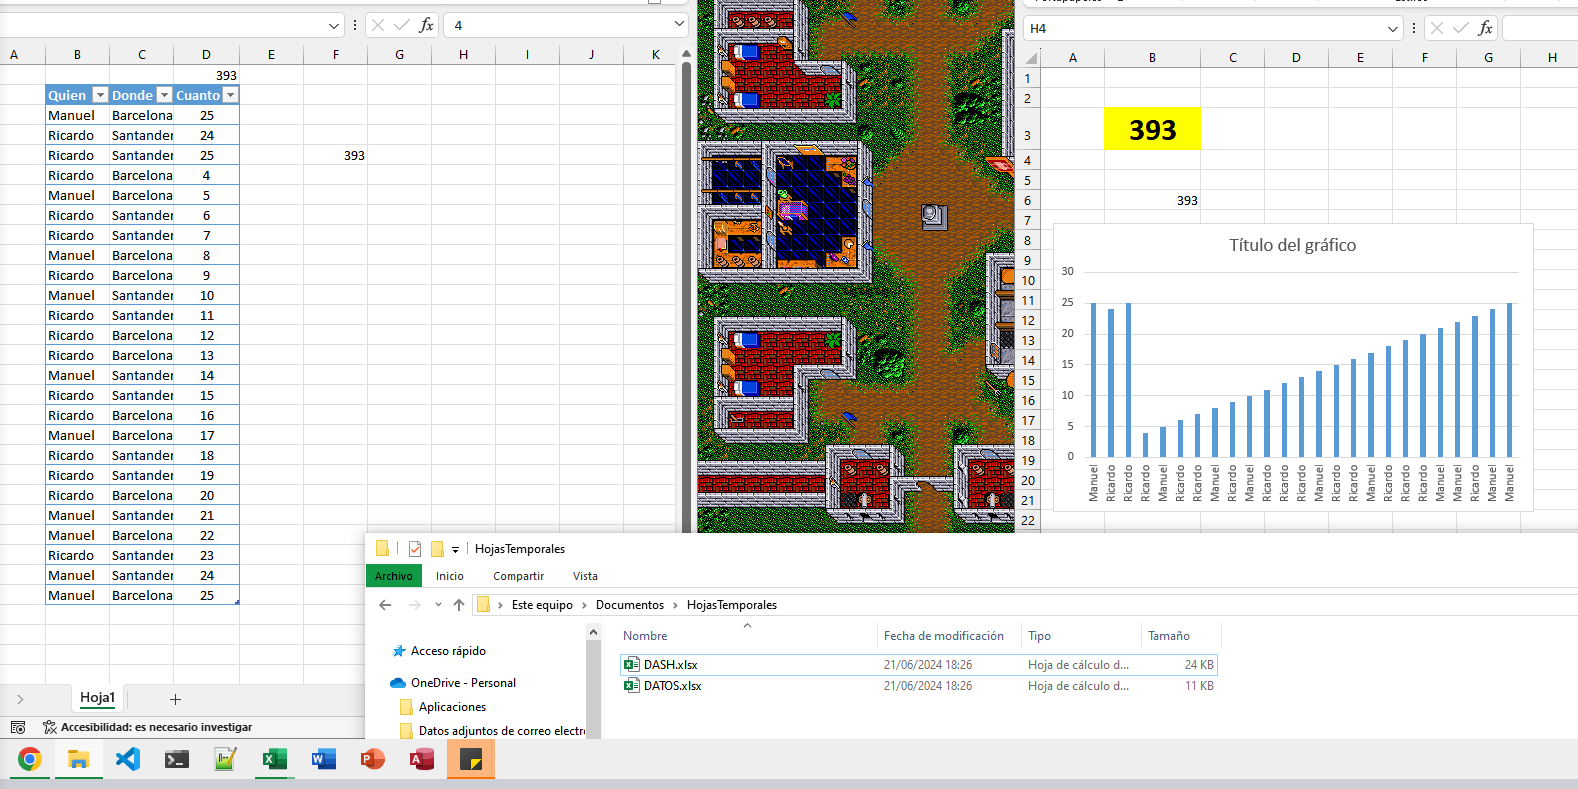 4
A B C D E F G H I J K
393
Quien Donde Cuanto
Manuel Barcelona 25
Ricardo Santander 24
Ricardo Santander 25 393
Ricardo Barcelona 4
Manuel Barcelona 5
Ricardo Santander 6
Ricardo Santander 7
Manuel Barcelona 8
Ricardo Barcelona 9
Manuel Santander 10
Ricardo Santander 11
Ricardo Barcelona 12
Ricardo Barcelona 13
Manuel Santander 14
Ricardo Santander 15
Ricardo Barcelona 16
Manuel Barcelona 17
Ricardo Santander 18
Ricardo Santander 19
Ricardo Barcelona 20
Manuel Santander 21
Manuel Barcelona 22
Ricardo Santander 23
Manuel Santander 24
Manuel Barcelona 25
Hoja1
Accesibilidad: es necesario investigar
H4
A B C D E F G H
1
2
3
4
5
6
7
8
9
10
11
12
13
14
15
16
17
18
19
20
21
22
393
393
Título del gráfico
30
25
20
15
10
5
0
Manuel
Ricardo
Ricardo
Ricardo
Manuel
Ricardo
Ricardo
Manuel
Ricardo
Manuel
Ricardo
Ricardo
Ricardo
Manuel
Ricardo
Ricardo
Manuel
Ricardo
Ricardo
Ricardo
Manuel
Manuel
Ricardo
Manuel
Manuel
HojasTemporales
Archivo Inicio Compartir Vista
Este equipo Documentos HojasTemporales
Acceso rápido
OneDrive - Personal
Aplicaciones
Datos adjuntos de correo electr
Nombre Fecha de modificación Tipo Tamaño
DASH.xlsx 21/06/2024 18:26 Hoja de cálculo d... 24 KB
DATOS.xlsx 21/06/2024 18:26 Hoja de cálculo d... 11 KB